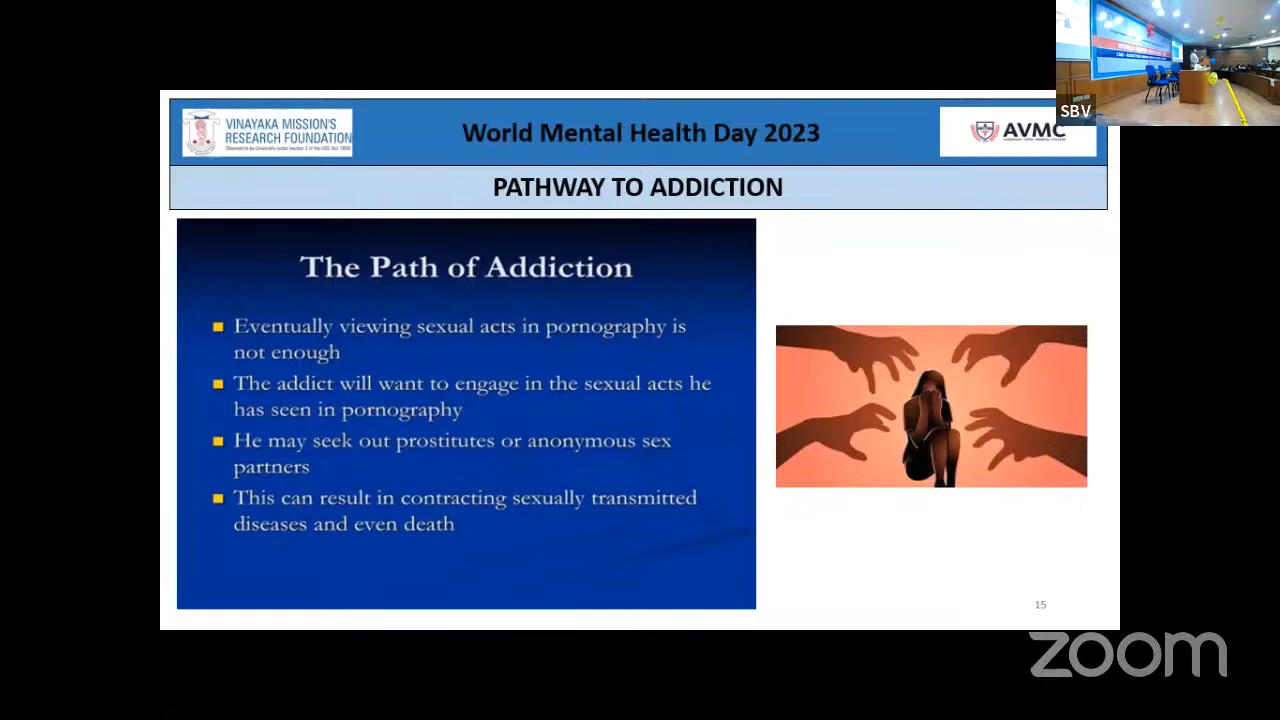 VINAYAKA MISSION'S
RESEARCH FOUNDATION
World Mental Health Day 2023
AVMC
SBV
PATHWAY TO ADDICTION
The Path of Addiction
Eventually viewing sexual acts in pornography is
not enough
The addict will want to engage in the sexual acts he
has seen in pornography
He may seek out prostitutes or anonymous sex
partners
This can result in contracting sexually transmitted
diseases and even death
15
zoom